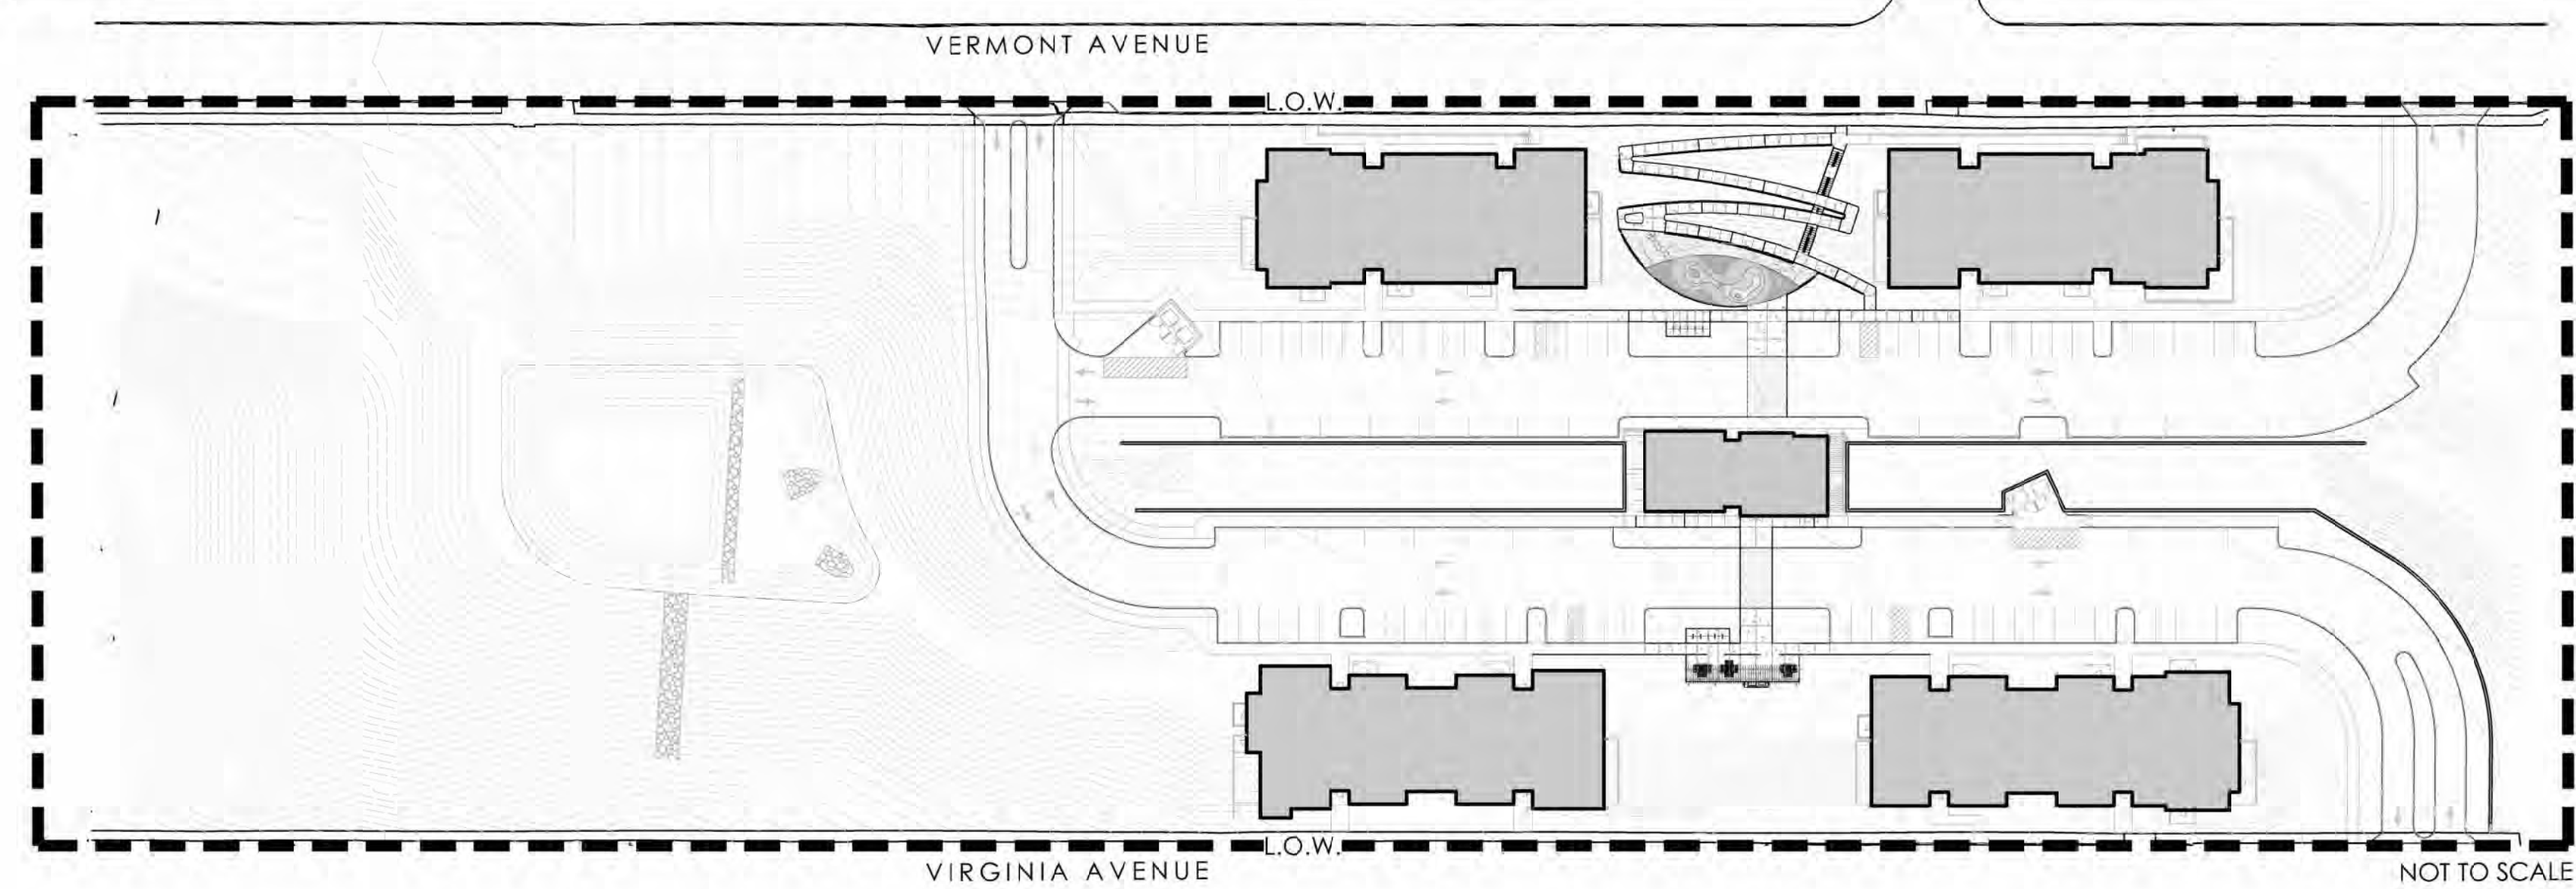 VERMONT AVENUE
L.O.W.
L.O.W.
VIRGINIA AVENUE
NOT TO SCALE